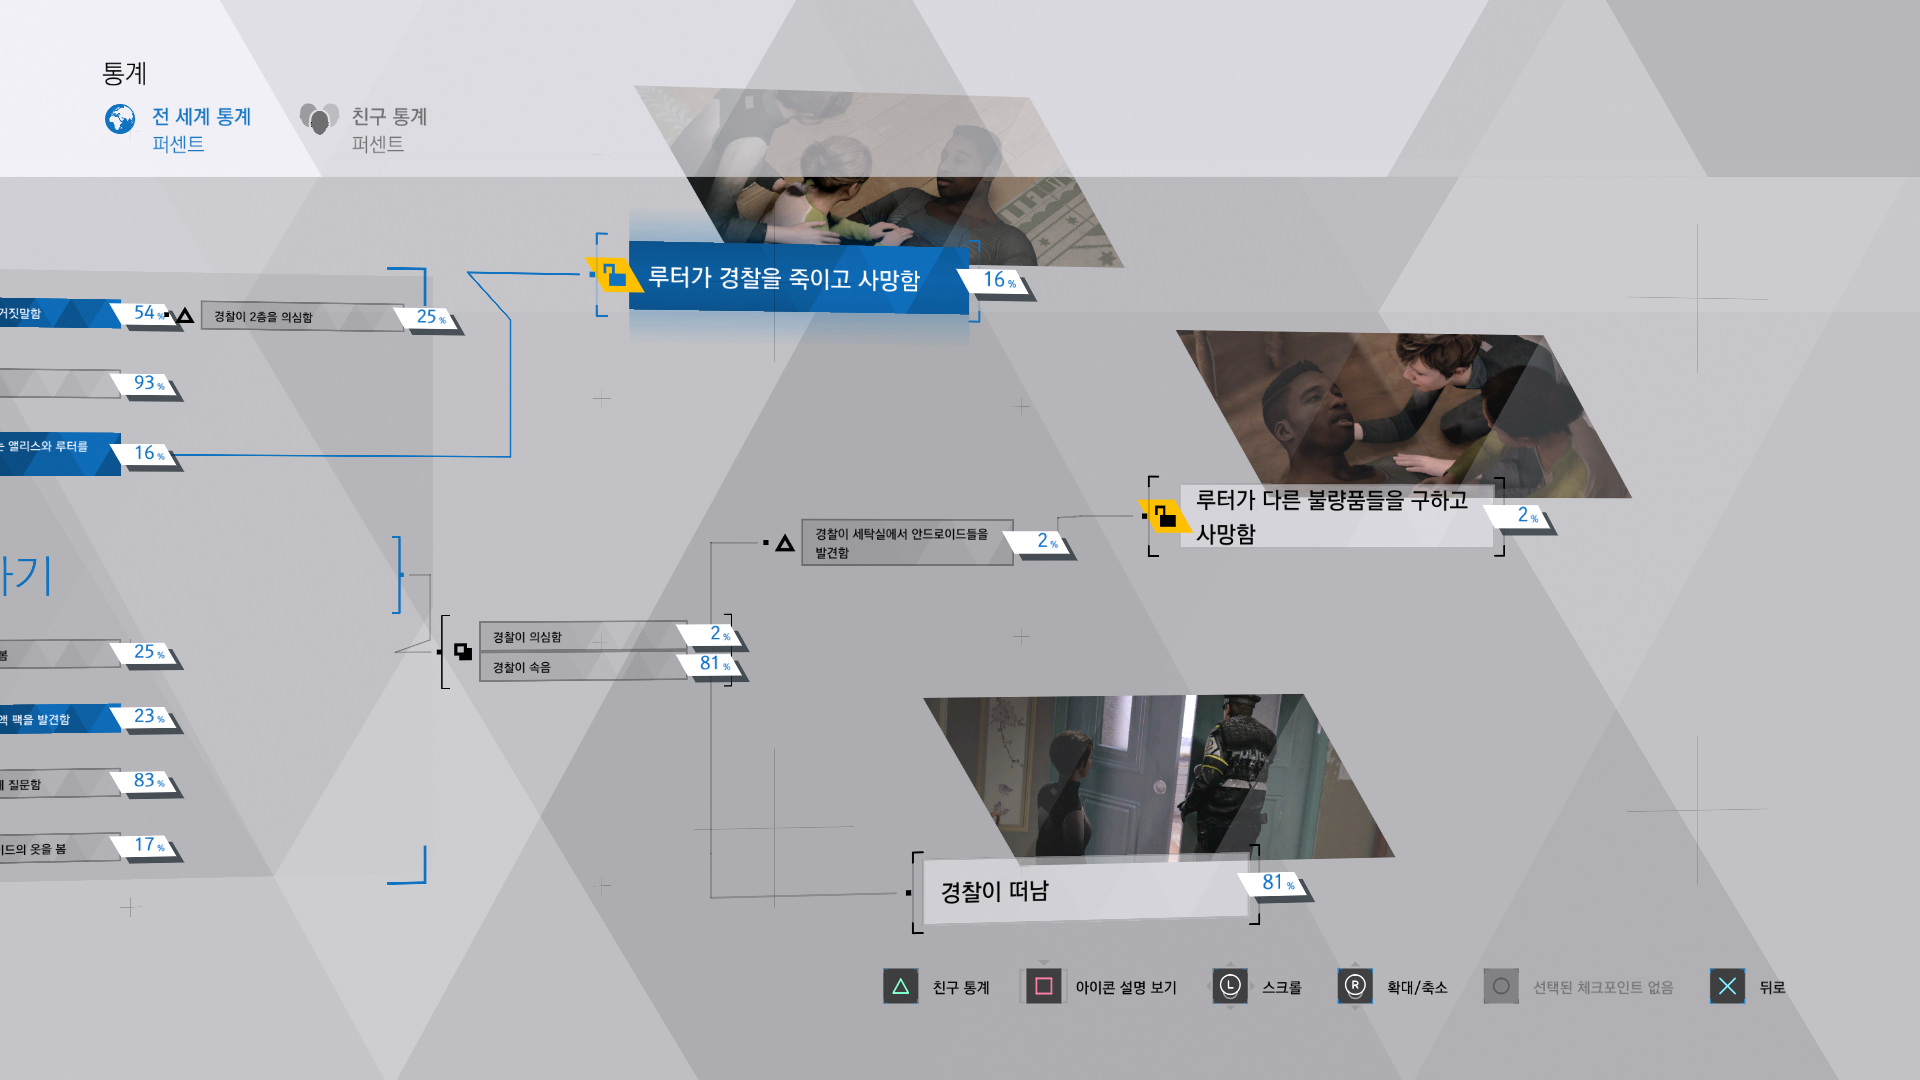 통계
전 세계 통계
퍼센트
친구 통계
퍼센트
거짓말함
54%
경찰이 2층을 의심함
25%
루터가 경찰을 죽이고 사망함
16%
93%
앨리스와 루터를
16%
루터가 다른 불량품들을 구하고
사망함
2%
경찰이 세탁실에서 안드로이드들을
발견함
2%
하기
경찰이 의심함
2%
경찰이 속음
81%
봄
25%
팩을 발견함
23%
질문함
83%
옷을 봄
17%
경찰이 떠남
81%
친구 통계
아이콘 설명 보기
L
스크롤
R
확대/축소
선택된 체크포인트 없음
뒤로